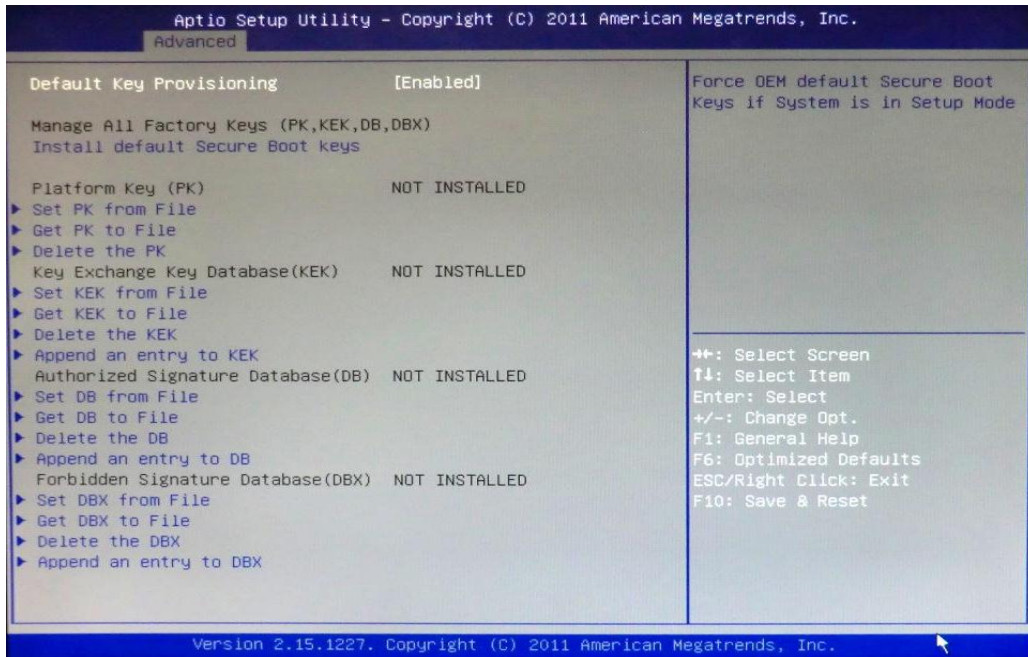 Aptio Setup Utility – Copyright (C) 2011 American Megatrends, Inc.
Advanced
Default Key Provisioning [Enabled]
Manage All Factory Keys (PK,KEK,DB,DBX)
Install default Secure Boot keys
Platform Key (PK) NOT INSTALLED
Set PK from File
Get PK to File
Delete the PK
Key Exchange Key Database(KEK) NOT INSTALLED
Set KEK from File
Get KEK to File
Delete the KEK
Append an entry to KEK
Authorized Signature Database(DB) NOT INSTALLED
Set DB from File
Get DB to File
Delete the DB
Append an entry to DB
Forbidden Signature Database(DBX) NOT INSTALLED
Set DBX from File
Get DBX to File
Delete the DBX
Append an entry to DBX
Force OEM default Secure Boot
Keys if System is in Setup Mode
→←: Select Screen
↑↓: Select Item
Enter: Select
+/-: Change Opt.
F1: General Help
F6: Optimized Defaults
ESC/Right Click: Exit
F10: Save & Reset
Version 2.15.1227. Copyright (C) 2011 American Megatrends, Inc.